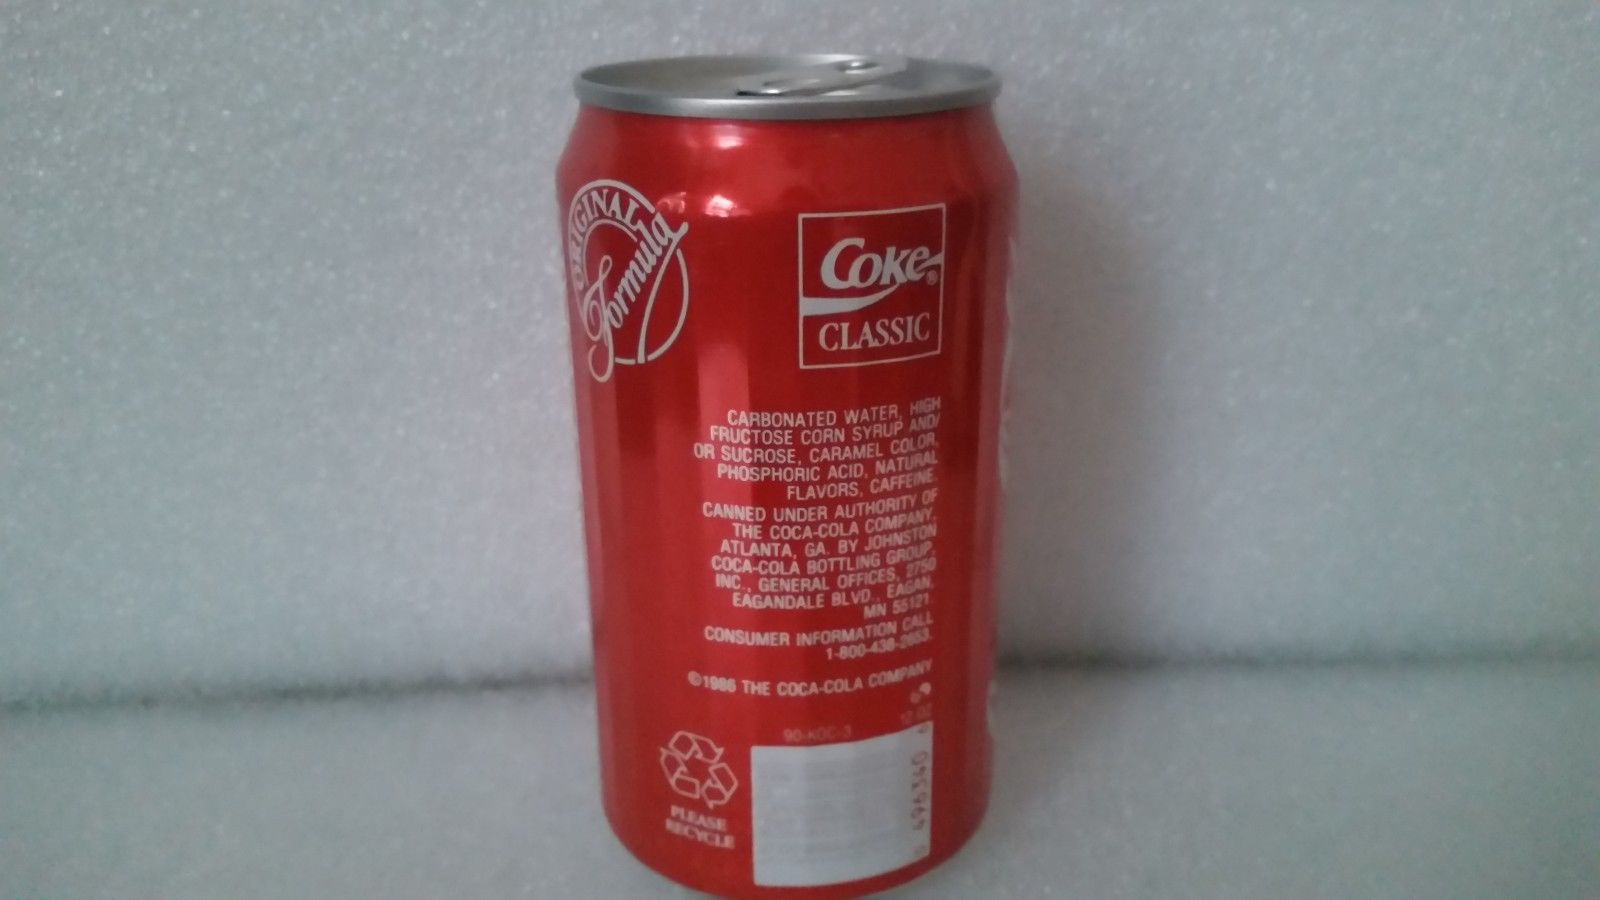 ORIGINAL
Formula
Coke®
CLASSIC
CARBONATED WATER, HIGH
FRUCTOSE CORN SYRUP AND/
OR SUCROSE, CARAMEL COLOR,
PHOSPHORIC ACID, NATURAL
FLAVORS, CAFFEINE.
CANNED UNDER AUTHORITY OF
THE COCA-COLA COMPANY,
ATLANTA, GA. BY JOHNSTON
COCA-COLA BOTTLING GROUP,
INC., GENERAL OFFICES, 2750
EAGANDALE BLVD., EAGAN,
MN 55121.
CONSUMER INFORMATION CALL
1-800-438-2653.
©1986 THE COCA-COLA COMPANY
90-KOC-3
12 OZ
PLEASE
RECYCLE